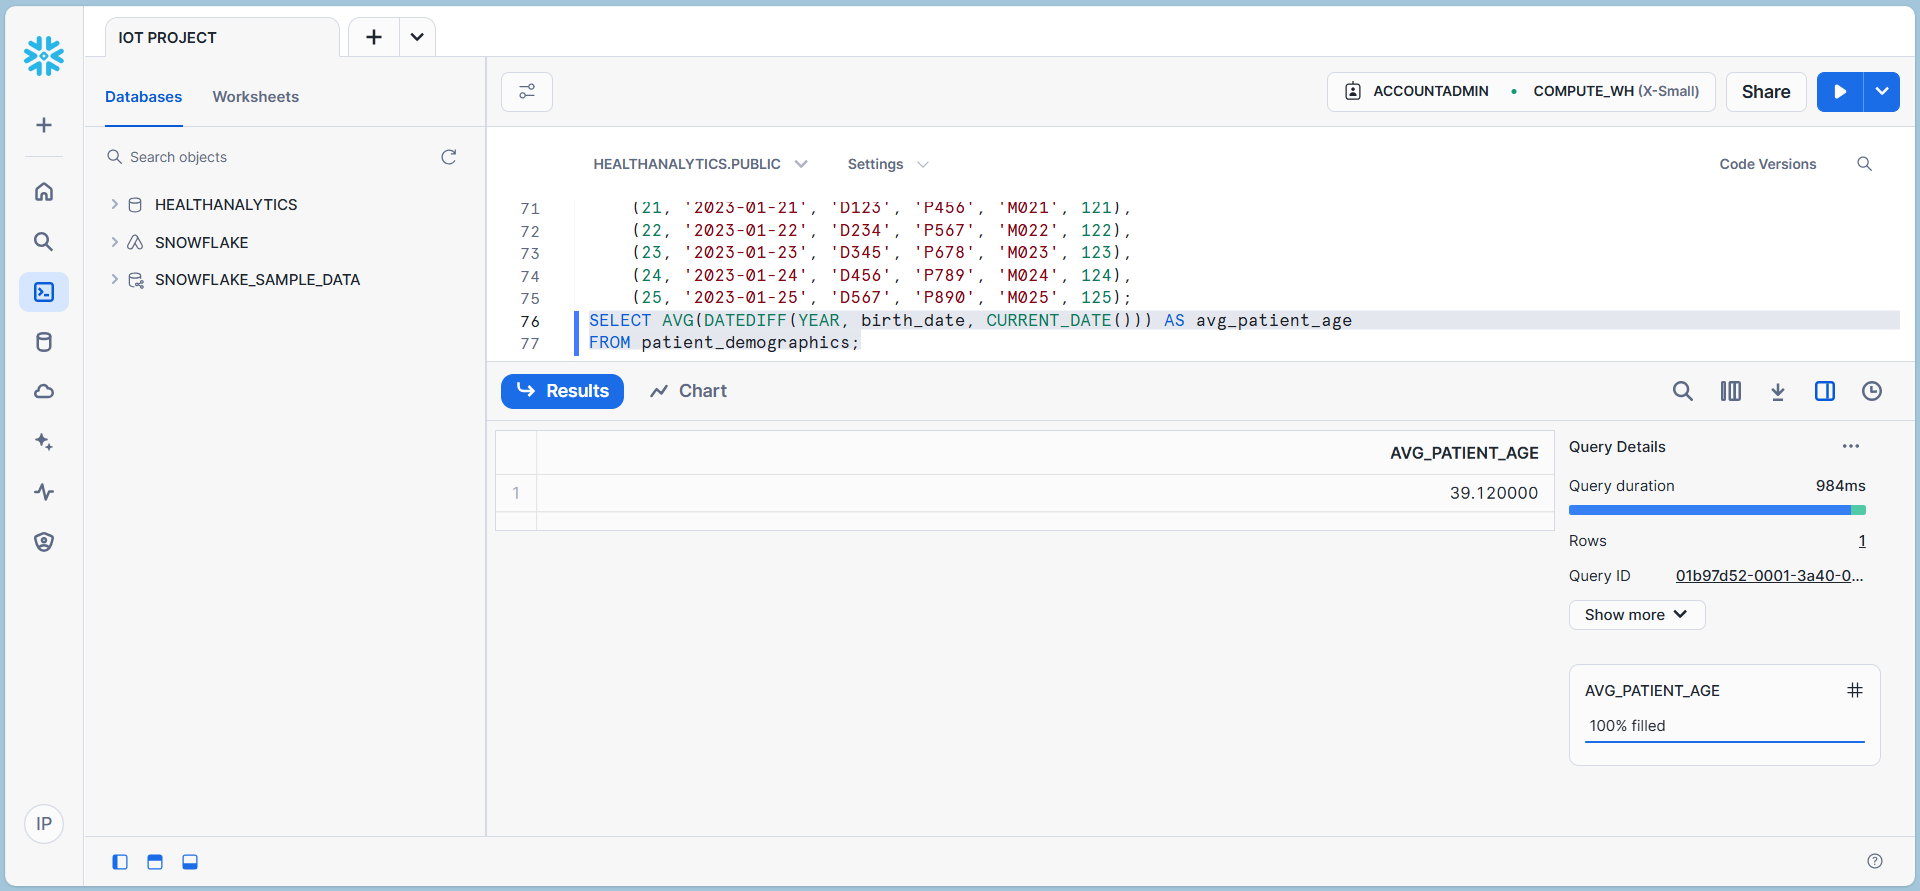 IOT PROJECT
Databases
Worksheets
ACCOUNTADMIN
COMPUTE_WH (X-Small)
Share
Search objects
HEALTHANALYTICS
SNOWFLAKE
SNOWFLAKE_SAMPLE_DATA
HEALTHANALYTICS.PUBLIC
Settings
Code Versions
71 (21, '2023-01-21', 'D123', 'P456', 'M021', 121),
72 (22, '2023-01-22', 'D234', 'P567', 'M022', 122),
73 (23, '2023-01-23', 'D345', 'P678', 'M023', 123),
74 (24, '2023-01-24', 'D456', 'P789', 'M024', 124),
75 (25, '2023-01-25', 'D567', 'P890', 'M025', 125);
76 SELECT AVG(DATEDIFF(YEAR, birth_date, CURRENT_DATE())) AS avg_patient_age
77 FROM patient_demographics;
Results
Chart
AVG_PATIENT_AGE
1 39.120000
Query Details
Query duration 984ms
Rows 1
Query ID 01b97d52-0001-3a40-0...
Show more
AVG_PATIENT_AGE
100% filled
IP